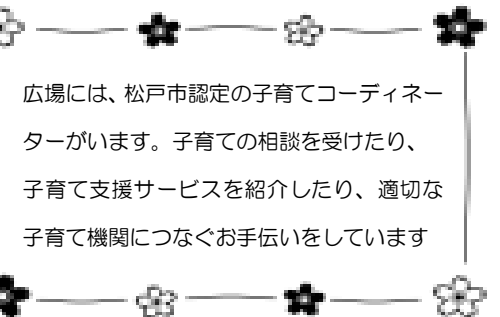 広場には、松戸市認定の子育てコーディネー
ターがいます。子育ての相談を受けたり、
子育て支援サービスを紹介したり、適切な
子育て機関につなぐお手伝いをしています